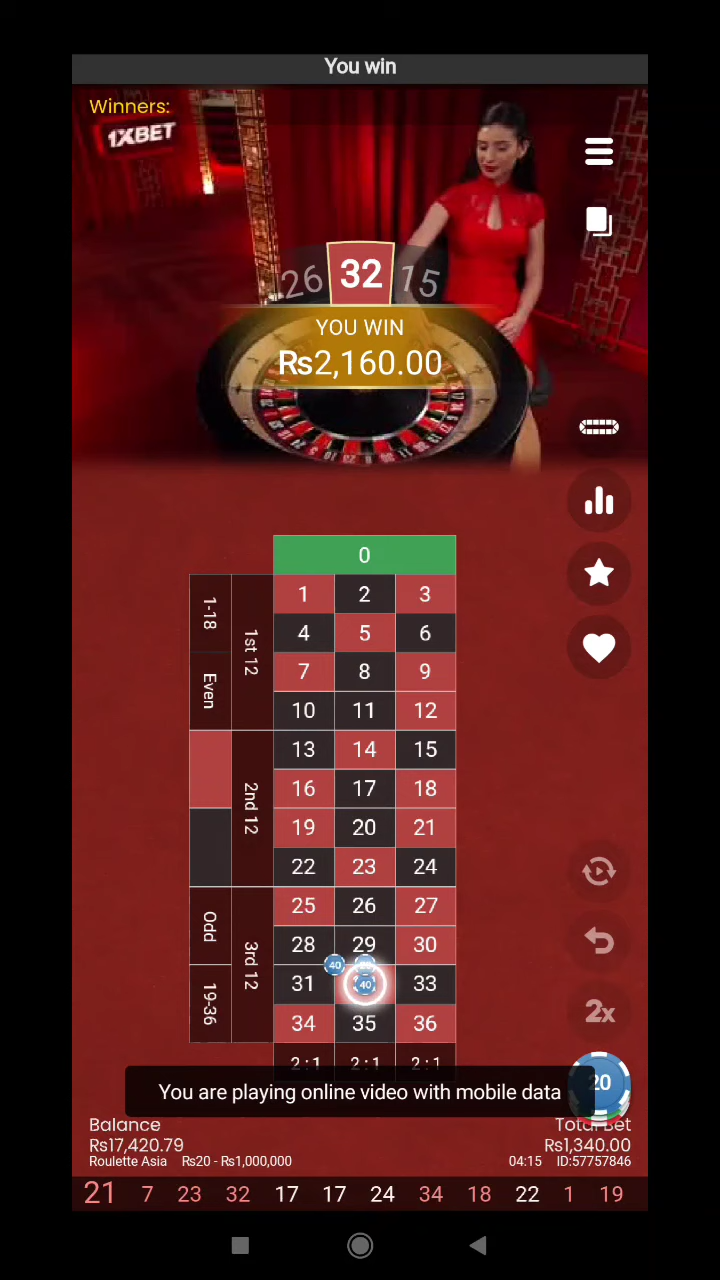 You win
Winners:
1XBET
26 32 15
YOU WIN
Rs2,160.00
0
1 2 3
4 5 6
7 8 9
10 11 12
13 14 15
16 17 18
19 20 21
22 23 24
25 26 27
28 29 30
31 33
34 35 36
1-18
Even
Odd
19-36
1st 12
2nd 12
3rd 12
40
40
2:1 2:1 2:1
2x
20
You are playing online video with mobile data
Balance
Rs17,420.79
Total Bet
Rs1,340.00
Roulette Asia Rs20 - Rs1,000,000
04:15 ID:57757846
21 7 23 32 17 17 24 34 18 22 1 19